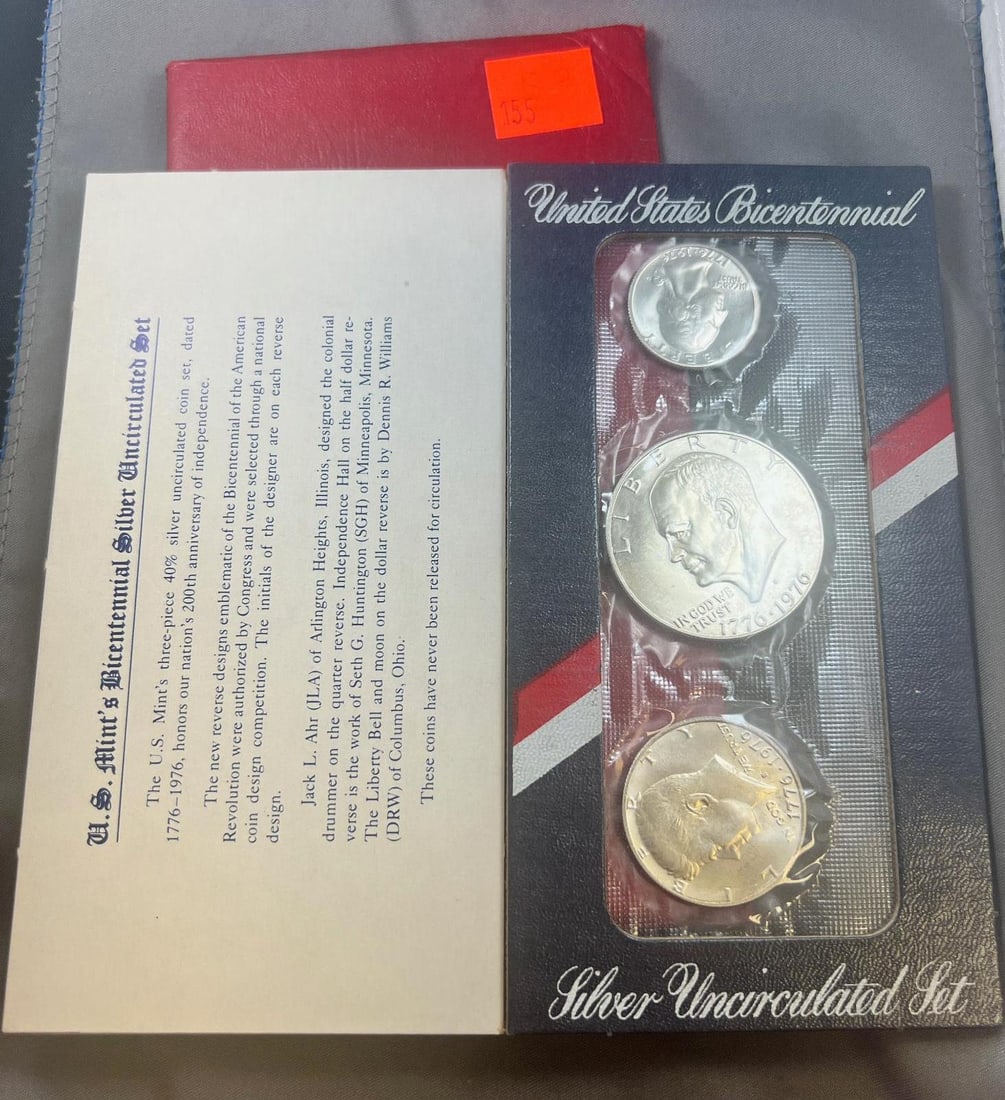 155
U.S. Mint's Bicentennial Silver Uncirculated Set
The U.S. Mint's three-piece 40% silver uncirculated coin set, dated
1776–1976, honors our nation's 200th anniversary of independence.
The new reverse designs emblematic of the Bicentennial of the American
Revolution were authorized by Congress and were selected through a national
coin design competition. The initials of the designer are on each reverse
design.
Jack L. Ahr (JLA) of Arlington Heights, Illinois, designed the colonial
drummer on the quarter reverse. Independence Hall on the half dollar re-
verse is the work of Seth G. Huntington (SGH) of Minneapolis, Minnesota.
The Liberty Bell and moon on the dollar reverse is by Dennis R. Williams
(DRW) of Columbus, Ohio.
These coins have never been released for circulation.
United States Bicentennial
1776-1976
LIBERTY
LIBERTY
IN GOD WE
TRUST
1776-1976
LIBERTY
1776-1976
Silver Uncirculated Set